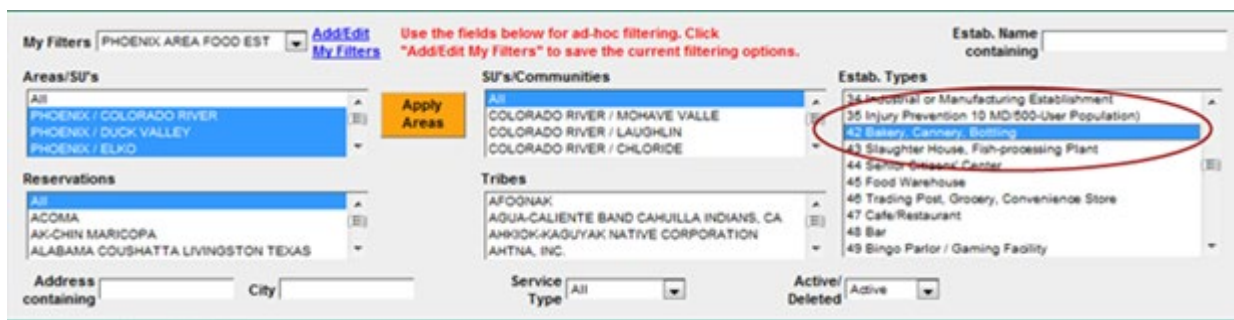 My Filters PHOENIX AREA FOOD EST Add/Edit My Filters
Use the fields below for ad-hoc filtering. Click
"Add/Edit My Filters" to save the current filtering options.
Estab. Name
containing
Areas/SU's
All
PHOENIX / COLORADO RIVER
PHOENIX / DUCK VALLEY
PHOENIX / ELKO
Apply
Areas
SU's/Communities
All
COLORADO RIVER / MOHAVE VALLE
COLORADO RIVER / LAUGHLIN
COLORADO RIVER / CHLORIDE
Estab. Types
34 Industrial or Manufacturing Establishment
35 Injury Prevention 10 MD/500-User Population)
42 Bakery, Cannery, Bottling
43 Slaughter House, Fish-processing Plant
44 Senior Citizens' Center
45 Food Warehouse
46 Trading Post, Grocery, Convenience Store
47 Cafe/Restaurant
48 Bar
49 Bingo Parlor / Gaming Facility
Reservations
All
ACOMA
AK-CHIN MARICOPA
ALABAMA COUSHATTA LIVINGSTON TEXAS
Tribes
AFOGNAK
AGUA-CALIENTE BAND CAHUILLA INDIANS, CA
AHKIOK-KAGUYAK NATIVE CORPORATION
AHTNA, INC.
Address
containing
City
Service
Type
All
Active/
Deleted
Active